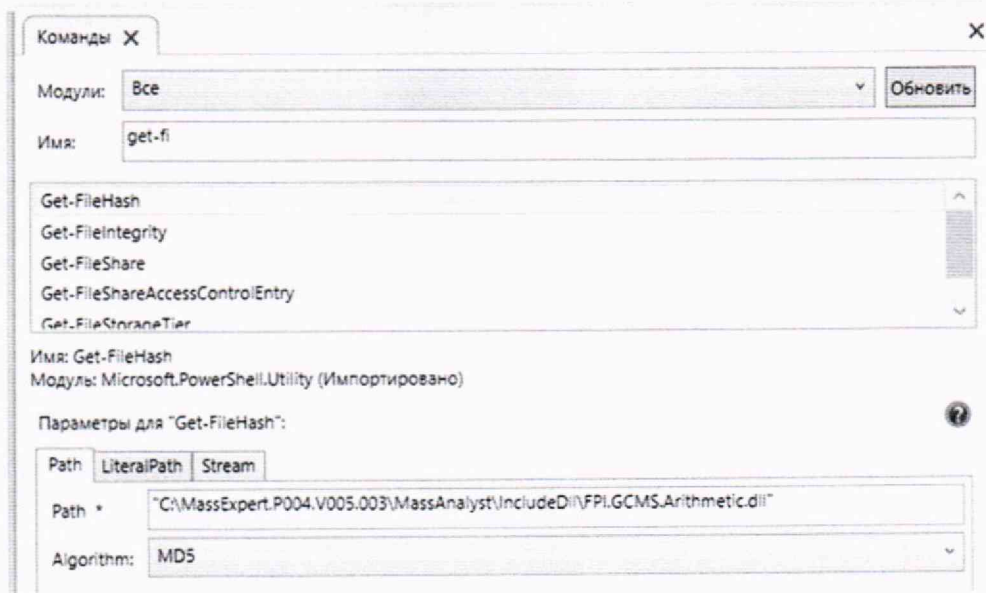 Команды
Модули: Все Обновить
Имя: get-fi
Get-FileHash
Get-FileIntegrity
Get-FileShare
Get-FileShareAccessControlEntry
Get-FileStorageTier
Имя: Get-FileHash
Модуль: Microsoft.PowerShell.Utility (Импортировано)
Параметры для "Get-FileHash":
Path LiteralPath Stream
Path * "C:\MassExpert.P004.V005.003\MassAnalyst\IncludeDll\FPI.GCMS.Arithmetic.dll"
Algorithm: MD5